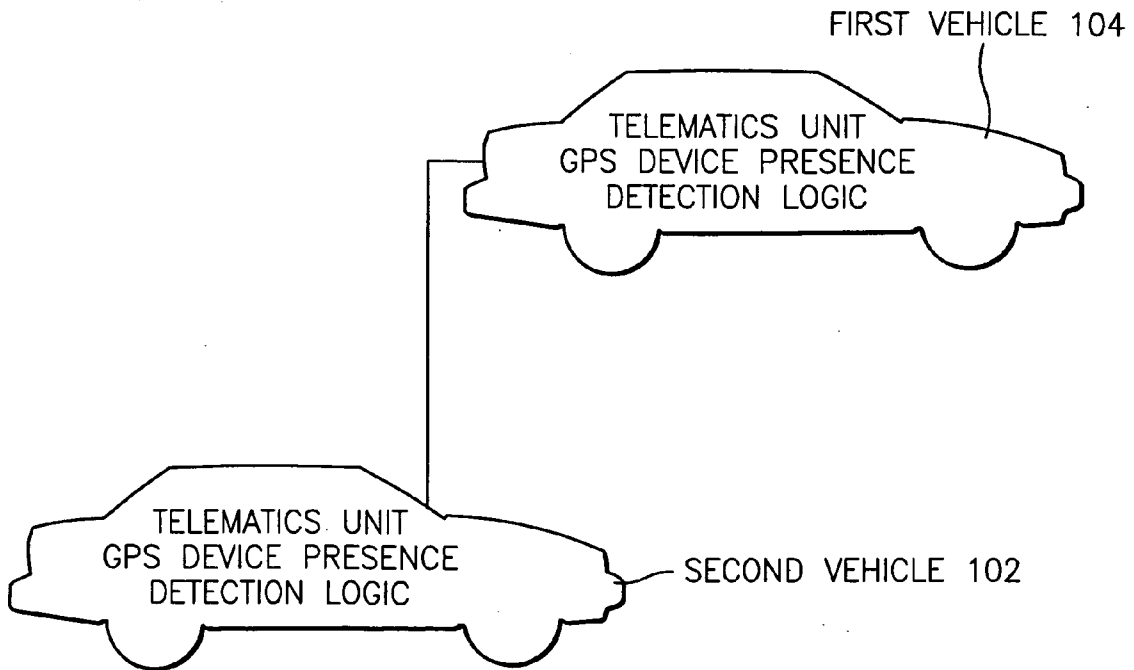 FIRST VEHICLE 104
TELEMATICS UNIT
GPS DEVICE PRESENCE
DETECTION LOGIC
TELEMATICS UNIT
GPS DEVICE PRESENCE
DETECTION LOGIC
SECOND VEHICLE 102